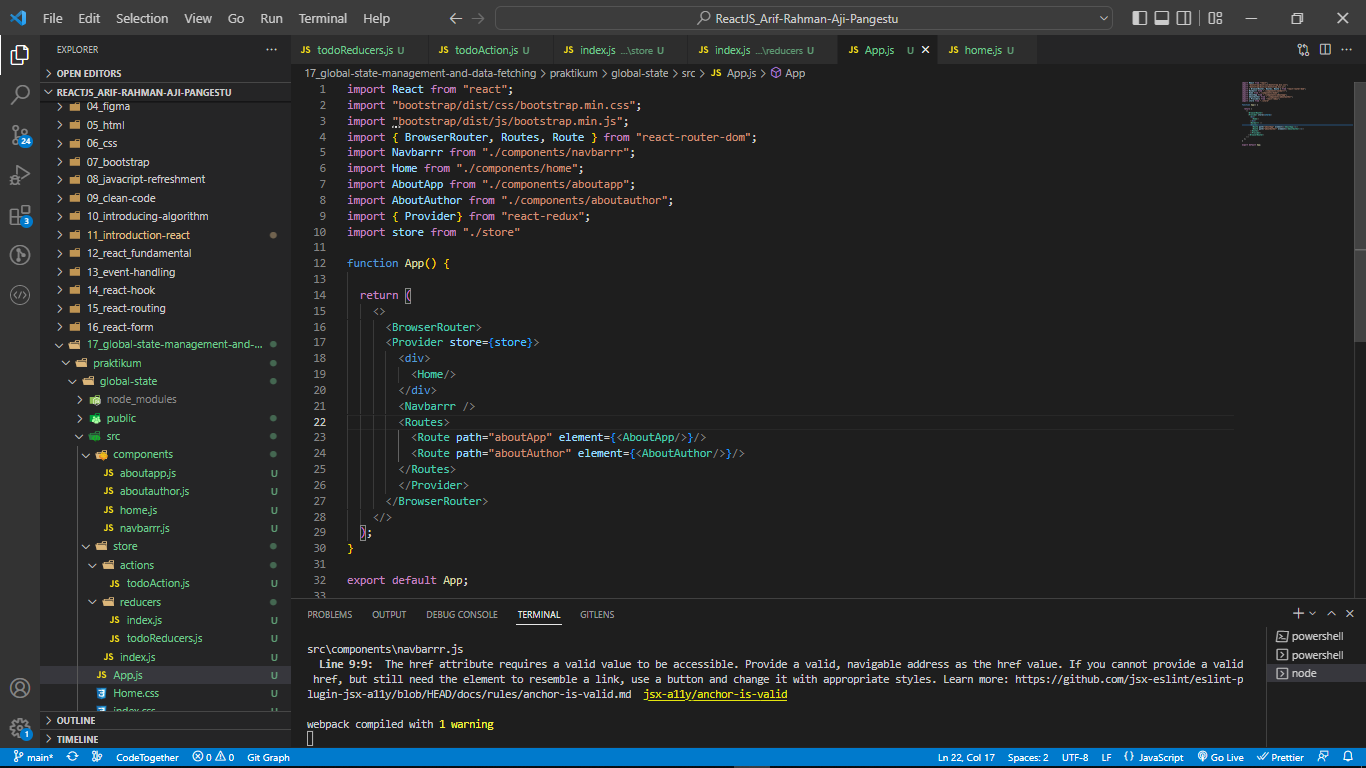 File Edit Selection View Go Run Terminal Help
ReactJS_Arif-Rahman-Aji-Pangestu
EXPLORER
OPEN EDITORS
REACTJS_ARIF-RAHMAN-AJI-PANGESTU
04_figma
05_html
06_css
07_bootstrap
08_javacript-refreshment
09_clean-code
10_introducing-algorithm
11_introduction-react
12_react_fundamental
13_event-handling
14_react-hook
15_react-routing
16_react-form
17_global-state-management-and-...
praktikum
global-state
node_modules
public
src
components
JS aboutapp.js U
JS aboutauthor.js U
JS home.js U
JS navbarrr.js U
store
actions
JS todoAction.js U
reducers
JS index.js U
JS todoReducers.js U
JS index.js U
JS App.js U
Home.css U
OUTLINE
TIMELINE
24
3
1
JS todoReducers.js U JS todoAction.js U JS index.js ...\store U JS index.js ...\reducers U JS App.js U JS home.js U
17_global-state-management-and-data-fetching > praktikum > global-state > src > JS App.js > App
1 import React from "react";
2 import "bootstrap/dist/css/bootstrap.min.css";
3 import "bootstrap/dist/js/bootstrap.min.js";
4 import { BrowserRouter, Routes, Route } from "react-router-dom";
5 import Navbarrr from "./components/navbarrr";
6 import Home from "./components/home";
7 import AboutApp from "./components/aboutapp";
8 import AboutAuthor from "./components/aboutauthor";
9 import { Provider} from "react-redux";
10 import store from "./store"
11
12 function App() {
13
14 return (
15 <>
16 <BrowserRouter>
17 <Provider store={store}>
18 <div>
19 <Home/>
20 </div>
21 <Navbarrr />
22 <Routes>
23 <Route path="aboutApp" element={<AboutApp/>}/>
24 <Route path="aboutAuthor" element={<AboutAuthor/>}/>
25 </Routes>
26 </Provider>
27 </BrowserRouter>
28 </>
29 );
30 }
31
32 export default App;
33
PROBLEMS OUTPUT DEBUG CONSOLE TERMINAL GITLENS
src\components\navbarrr.js
Line 9:9: The href attribute requires a valid value to be accessible. Provide a valid, navigable address as the href value. If you cannot provide a valid
href, but still need the element to resemble a link, use a button and change it with appropriate styles. Learn more: https://github.com/jsx-eslint/eslint-p
lugin-jsx-a11y/blob/HEAD/docs/rules/anchor-is-valid.md jsx-a11y/anchor-is-valid
webpack compiled with 1 warning
powershell
powershell
node
main* CodeTogether 0 0 Git Graph Ln 22, Col 17 Spaces: 2 UTF-8 LF {} JavaScript Go Live Prettier